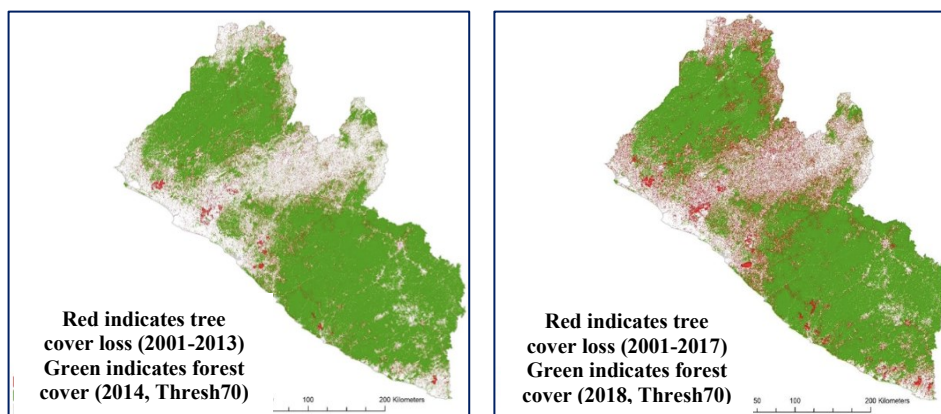 Red indicates tree
cover loss (2001-2013)
Green indicates forest
cover (2014, Thresh70)
100 200 Kilometers
Red indicates tree
cover loss (2001-2017)
Green indicates forest
cover (2018, Thresh70)
50 100 200 Kilometers